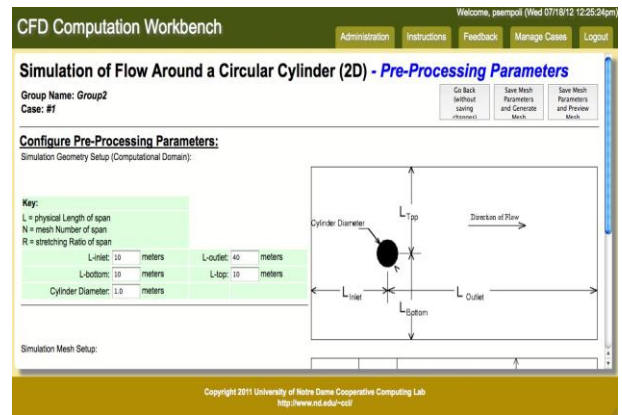 Welcome, psempoli (Wed 07/18/12 12:25:24pm)
CFD Computation Workbench
Administration
Instructions
Feedback
Manage Cases
Logout
Simulation of Flow Around a Circular Cylinder (2D) - Pre-Processing Parameters
Group Name: Group2
Case: #1
Go Back
(without
saving
changes)
Save Mesh
Parameters
and Generate
Mesh
Save Mesh
Parameters
and Preview
Mesh
Configure Pre-Processing Parameters:
Simulation Geometry Setup (Computational Domain):
Key:
L = physical Length of span
N = mesh Number of span
R = stretching Ratio of span
L-inlet: 10 meters L-outlet: 40 meters
L-bottom: 10 meters L-top: 10 meters
Cylinder Diameter: 1.0 meters
L Top
Cylinder Diameter
Direction of Flow
L Inlet
L Outlet
L Bottom
Simulation Mesh Setup:
Copyright 2011 University of Notre Dame Cooperative Computing Lab
http://www.nd.edu/~ccl/